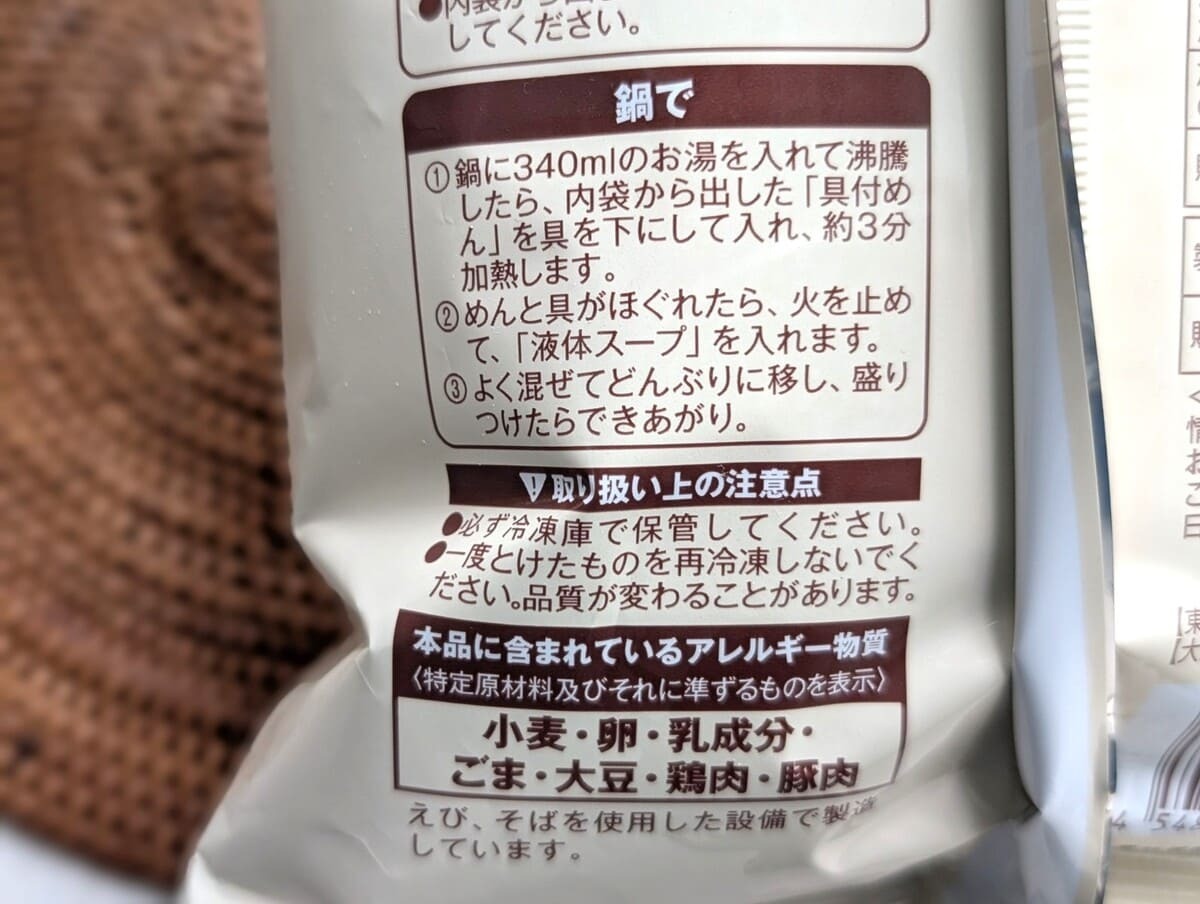 ●内袋から出
してください。
鍋で
①鍋に340mlのお湯を入れて沸騰
したら、内袋から出した「具付め
ん」を具を下にして入れ、約3分
加熱します。
②めんと具がほぐれたら、火を止め
て、「液体スープ」を入れます。
③よく混ぜてどんぶりに移し、盛り
つけたらできあがり。
取り扱い上の注意点
●必ず冷凍庫で保管してください。
●一度とけたものを再冷凍しないでく
ださい。品質が変わることがあります。
本品に含まれているアレルギー物質
〈特定原材料及びそれに準ずるものを表示〉
小麦・卵・乳成分・
ごま・大豆・鶏肉・豚肉
えび、そばを使用した設備で製造
しています。
情
お
ご
日